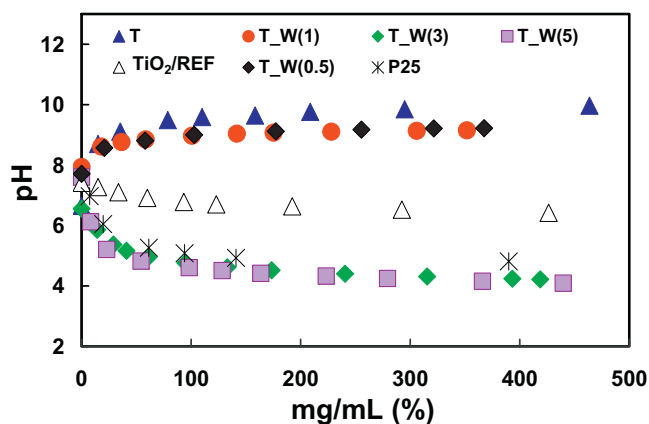 12
10
8
6
4
2
pH
T
T_W(1)
T_W(3)
T_W(5)
TiO₂/REF
T_W(0.5)
P25
0
100
200
300
400
500
mg/mL (%)